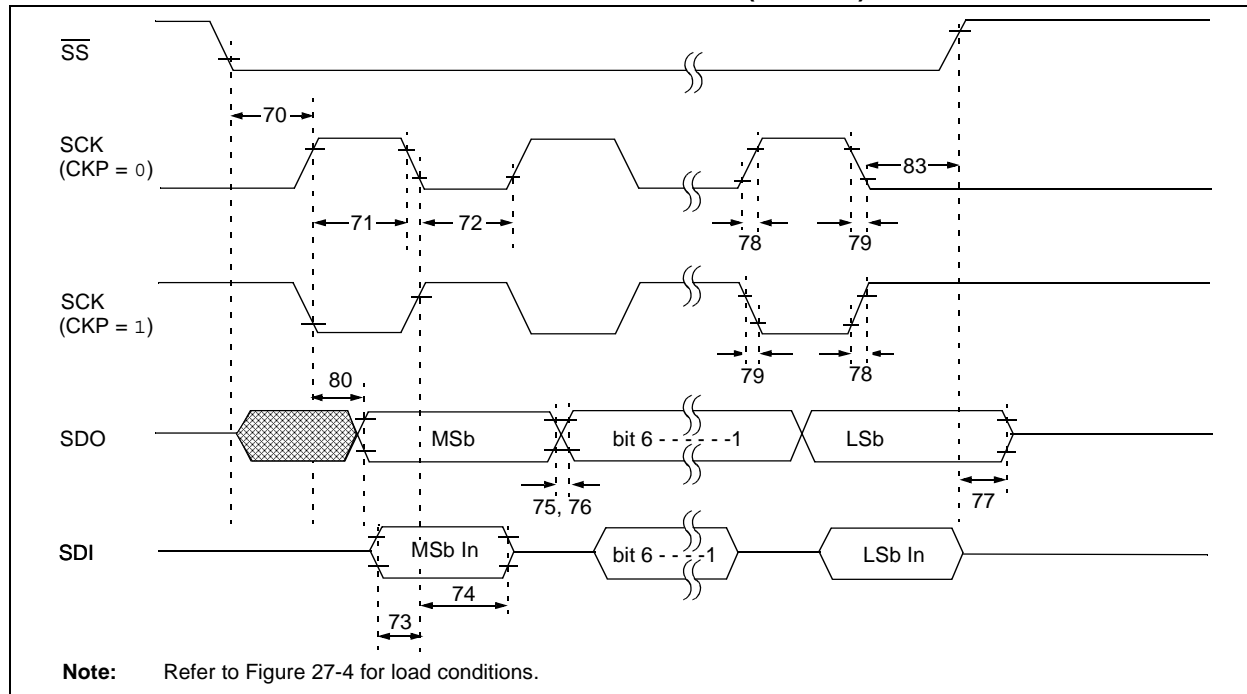 SS
70
SCK
(CKP = 0)
83
71
72
78
79
SCK
(CKP = 1)
79
78
80
SDO
MSb
bit 6 - - - - - -1
LSb
75, 76
77
SDI
MSb In
bit 6 - - - -1
LSb In
74
73
Note: Refer to Figure 27-4 for load conditions.